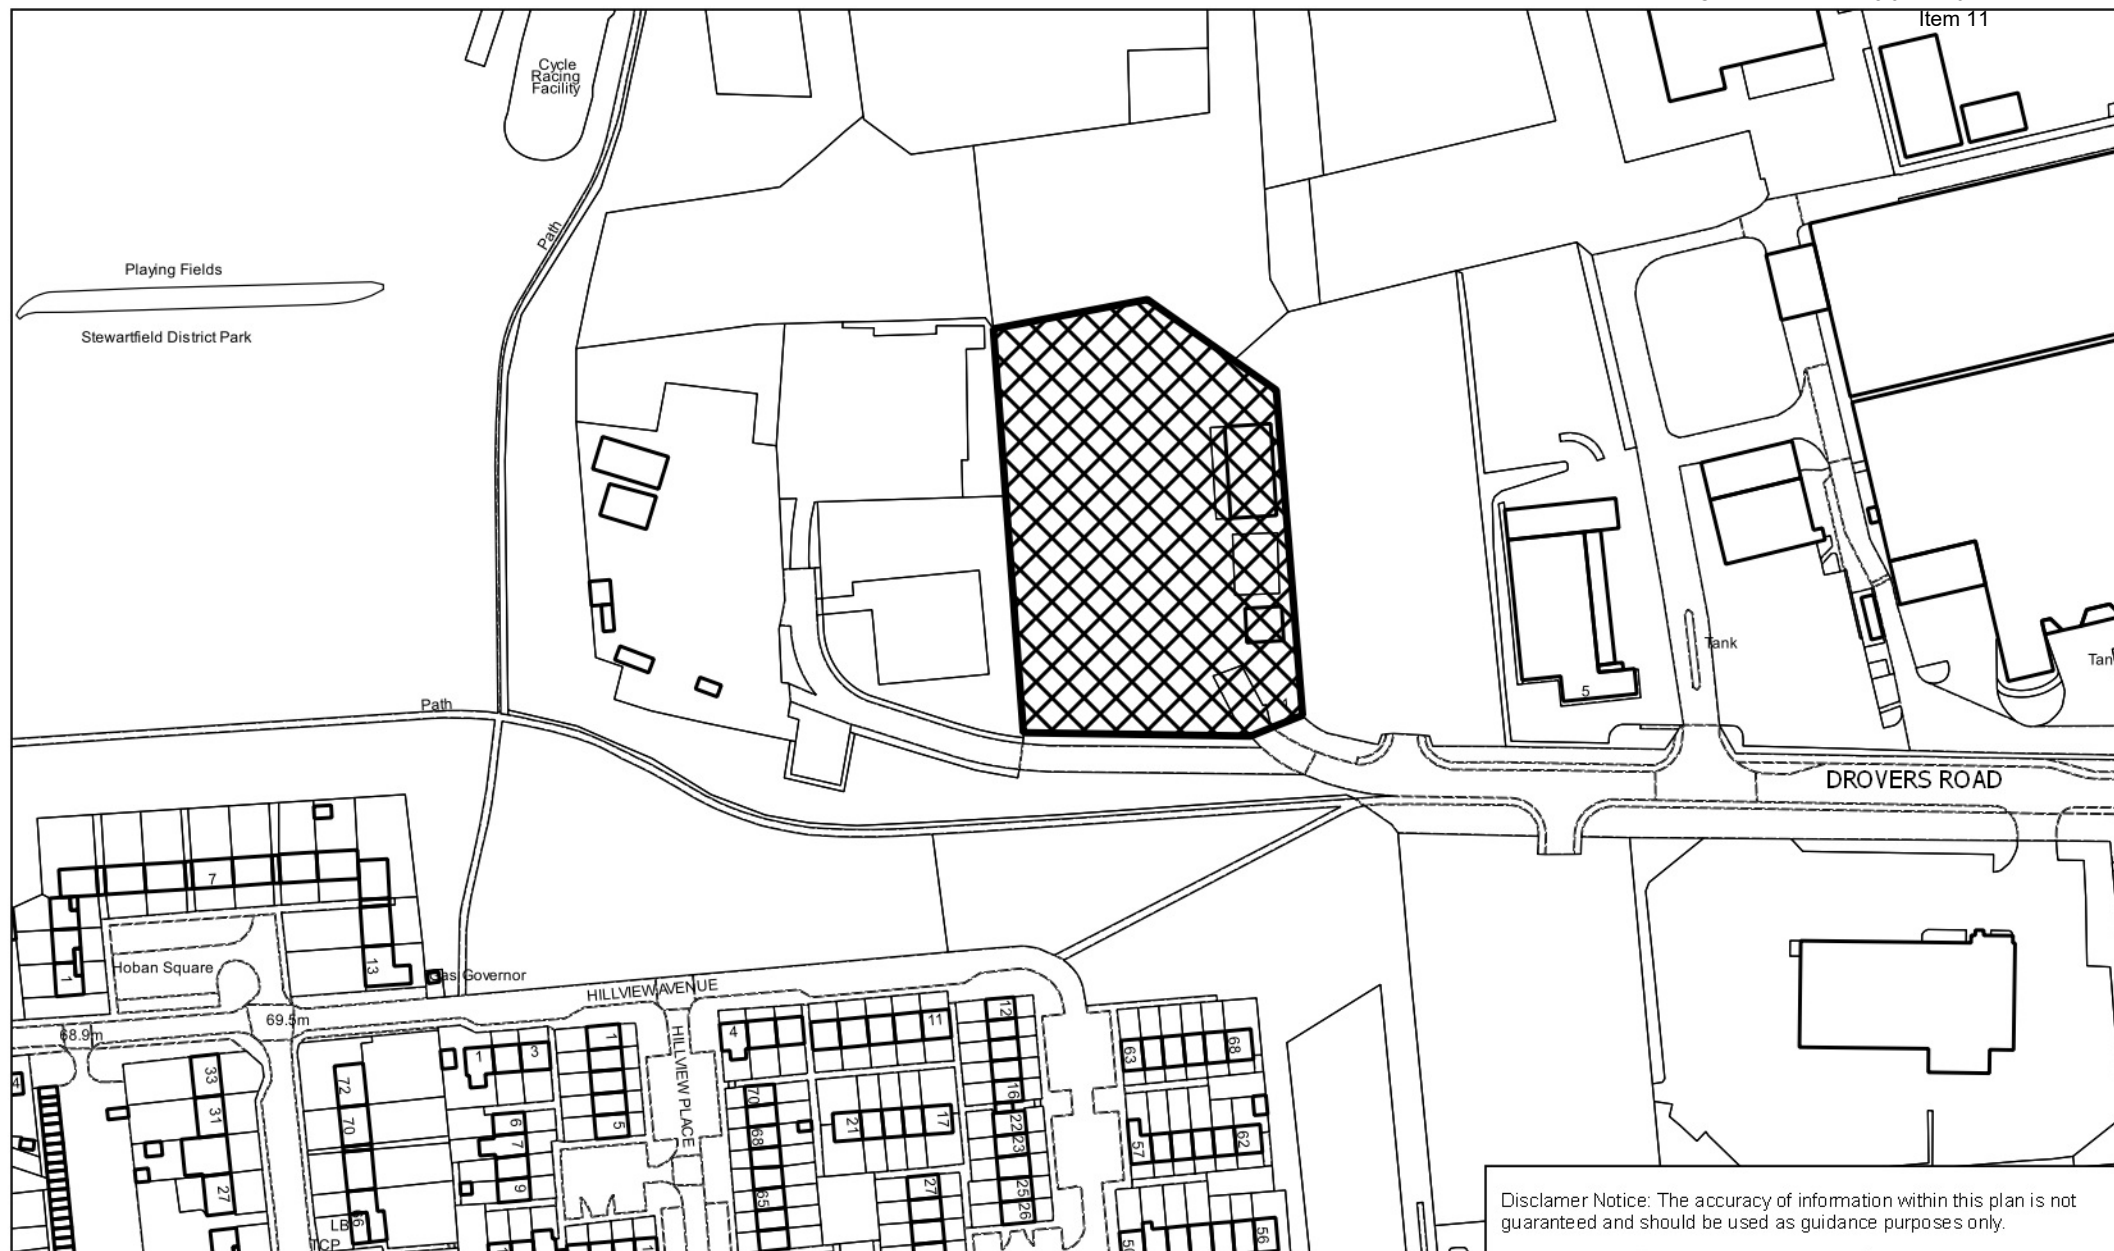 Item 11
Cycle
Racing
Facility
Path
Playing Fields
Stewartfield District Park
Path
Tank
Tan
5
1
DROVERS ROAD
7
1
Hoban Square
13
Gas Governor
HILLVIEW AVENUE
69.5m
68.9m
HILLVIEW PLACE
4
33
31
27
72
70
66
LB
TCP
1
3
6
7
9
1
5
4
11
70
68
65
21
17
27
12
16
22
23
25
26
63
68
57
62
56
Disclamer Notice: The accuracy of information within this plan is not
guaranteed and should be used as guidance purposes only.